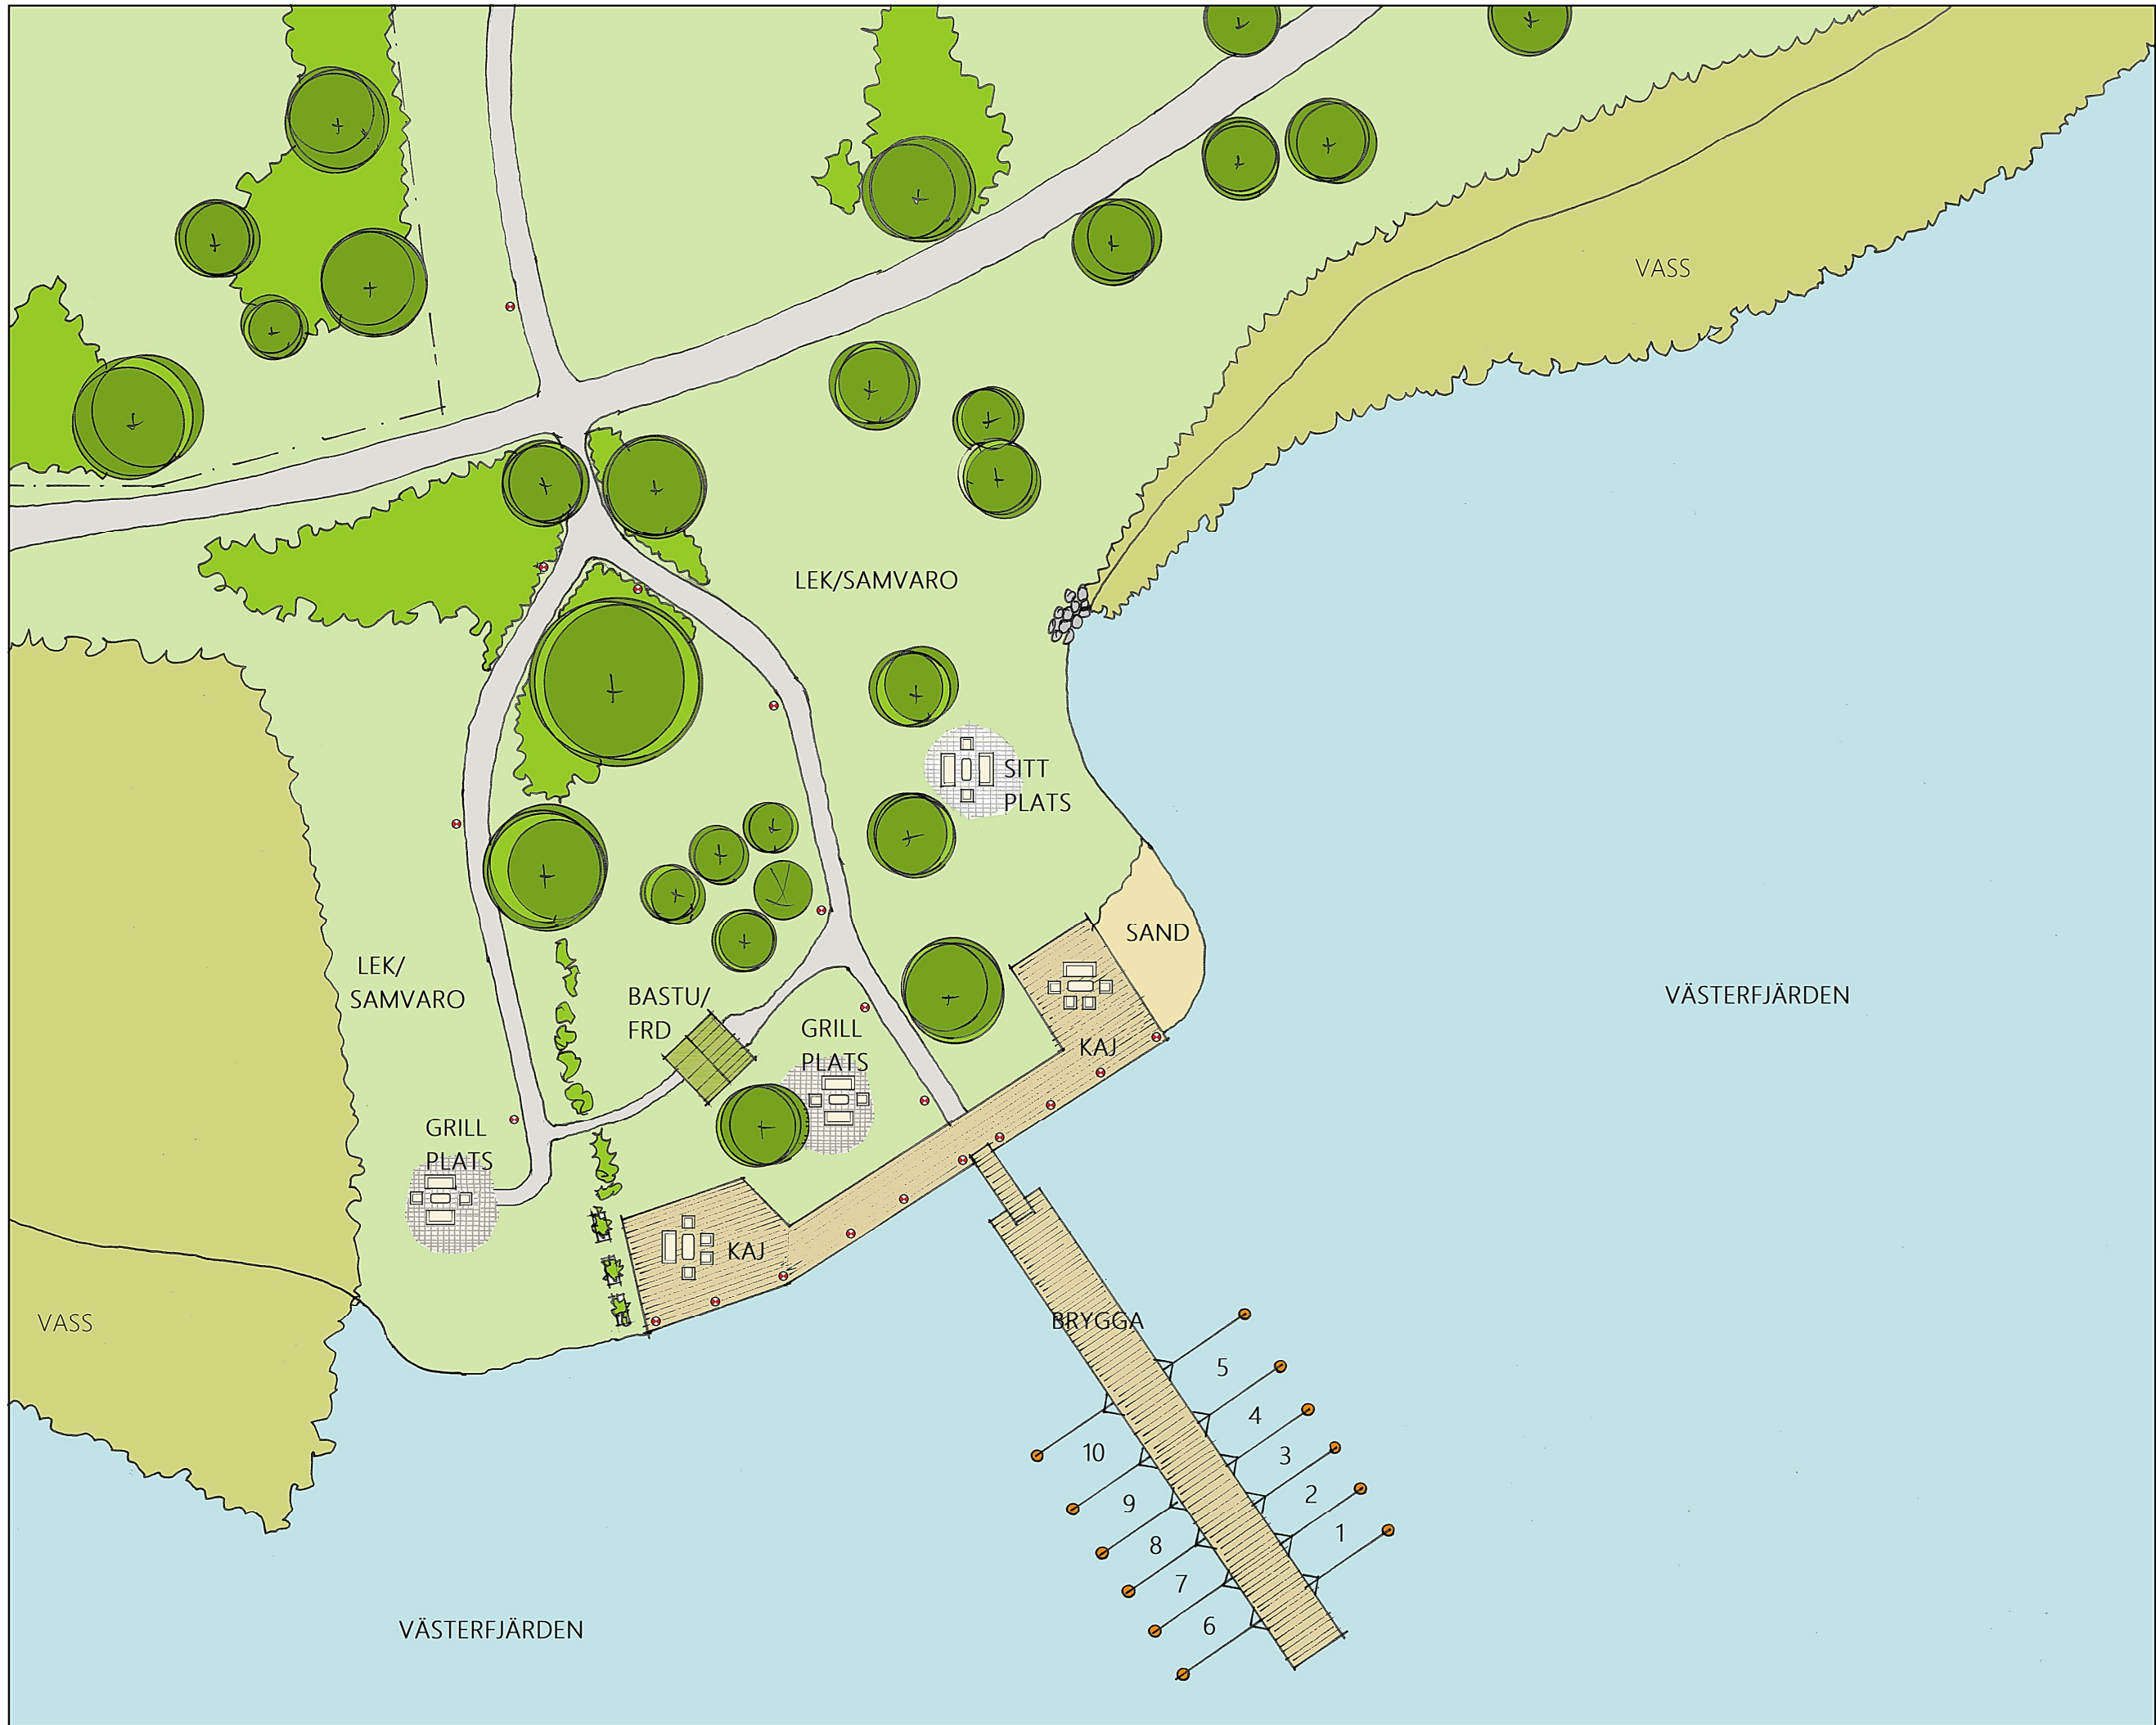 VASS
LEK/SAMVARO
SITT
PLATS
SAND
LEK/
SAMVARO
BASTU/
FRD
GRILL
PLATS
KAJ
VÄSTERFJÄRDEN
GRILL
PLATS
KAJ
VASS
BRYGGA
5
4
10
3
9
2
8
1
7
6
VÄSTERFJÄRDEN